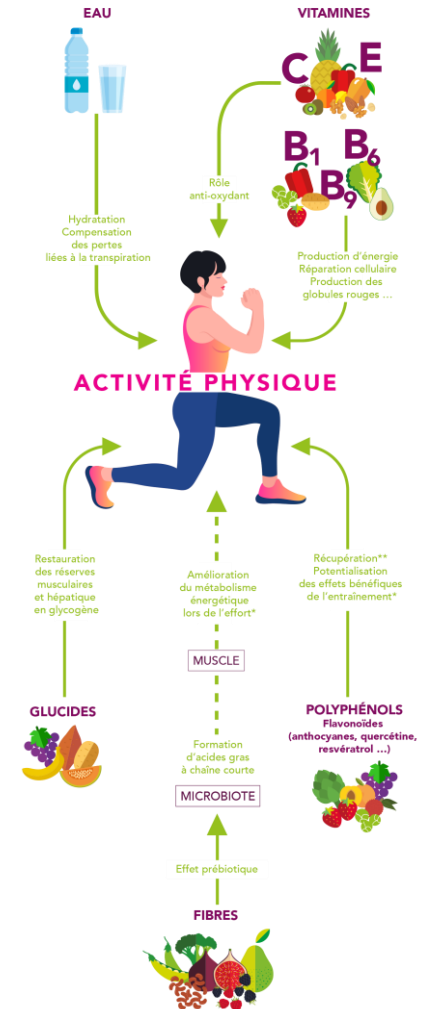 EAU
VITAMINES
C
E
B1
B6
B9
Rôle
anti-oxydant
Hydratation
Compensation
des pertes
liées à la transpiration
Production d'énergie
Réparation cellulaire
Production des
globules rouges ...
ACTIVITÉ PHYSIQUE
Restauration
des réserves
musculaires
et hépatique
en glycogène
Amélioration
du métabolisme
énergétique
lors de l'effort*
Récupération**
Potentialisation
des effets bénéfiques
de l'entraînement*
MUSCLE
GLUCIDES
POLYPHÉNOLS
Flavonoïdes
(anthocyanes, quercétine,
resvératrol ...)
Formation
d'acides gras
à chaîne courte
MICROBIOTE
Effet prébiotique
FIBRES